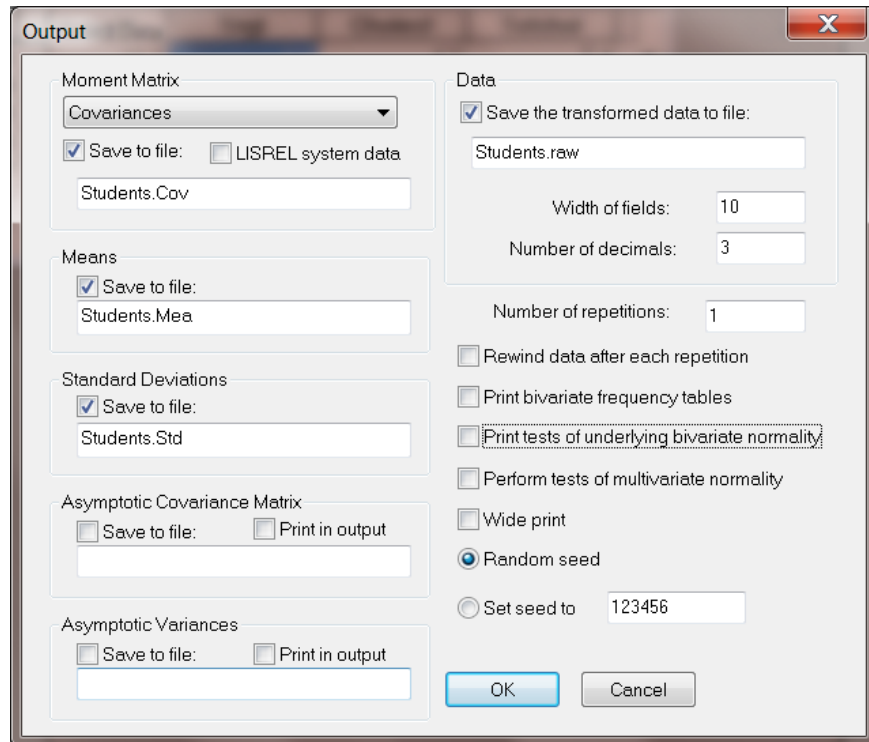 Output
Moment Matrix
Covariances
Save to file:
LISREL system data
Students.Cov
Means
Save to file:
Students.Mea
Standard Deviations
Save to file:
Students.Std
Asymptotic Covariance Matrix
Save to file:
Print in output
Asymptotic Variances
Save to file:
Print in output
Data
Save the transformed data to file:
Students.raw
Width of fields: 10
Number of decimals: 3
Number of repetitions: 1
Rewind data after each repetition
Print bivariate frequency tables
Print tests of underlying bivariate normality
Perform tests of multivariate normality
Wide print
Random seed
Set seed to 123456
OK
Cancel